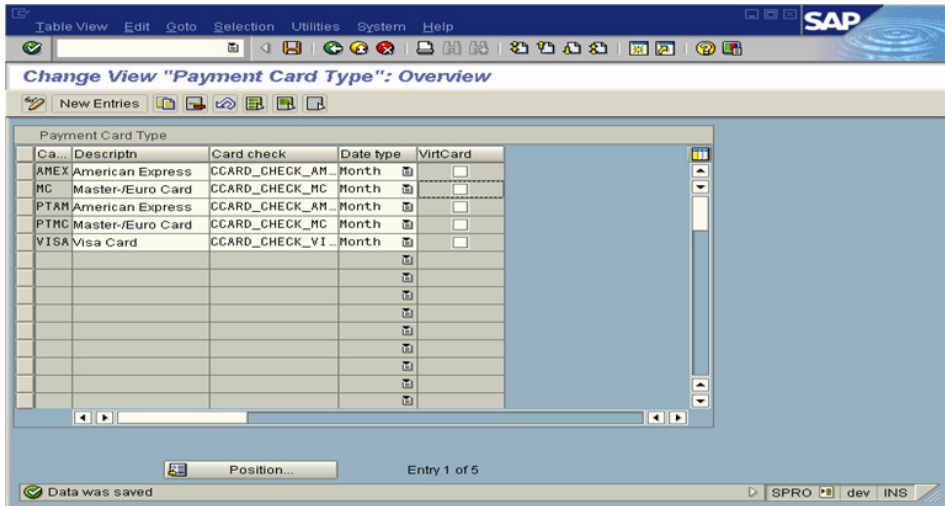 Table View Edit Goto Selection Utilities System Help
SAP
Change View "Payment Card Type": Overview
New Entries
Payment Card Type
Ca... Descriptn Card check Date type VirtCard
AMEX American Express CCARD_CHECK_AM... Month
MC Master-/Euro Card CCARD_CHECK_MC Month
PTAM American Express CCARD_CHECK_AM... Month
PTMC Master-/Euro Card CCARD_CHECK_MC Month
VISA Visa Card CCARD_CHECK_VI... Month
Position... Entry 1 of 5
Data was saved SPRO dev INS